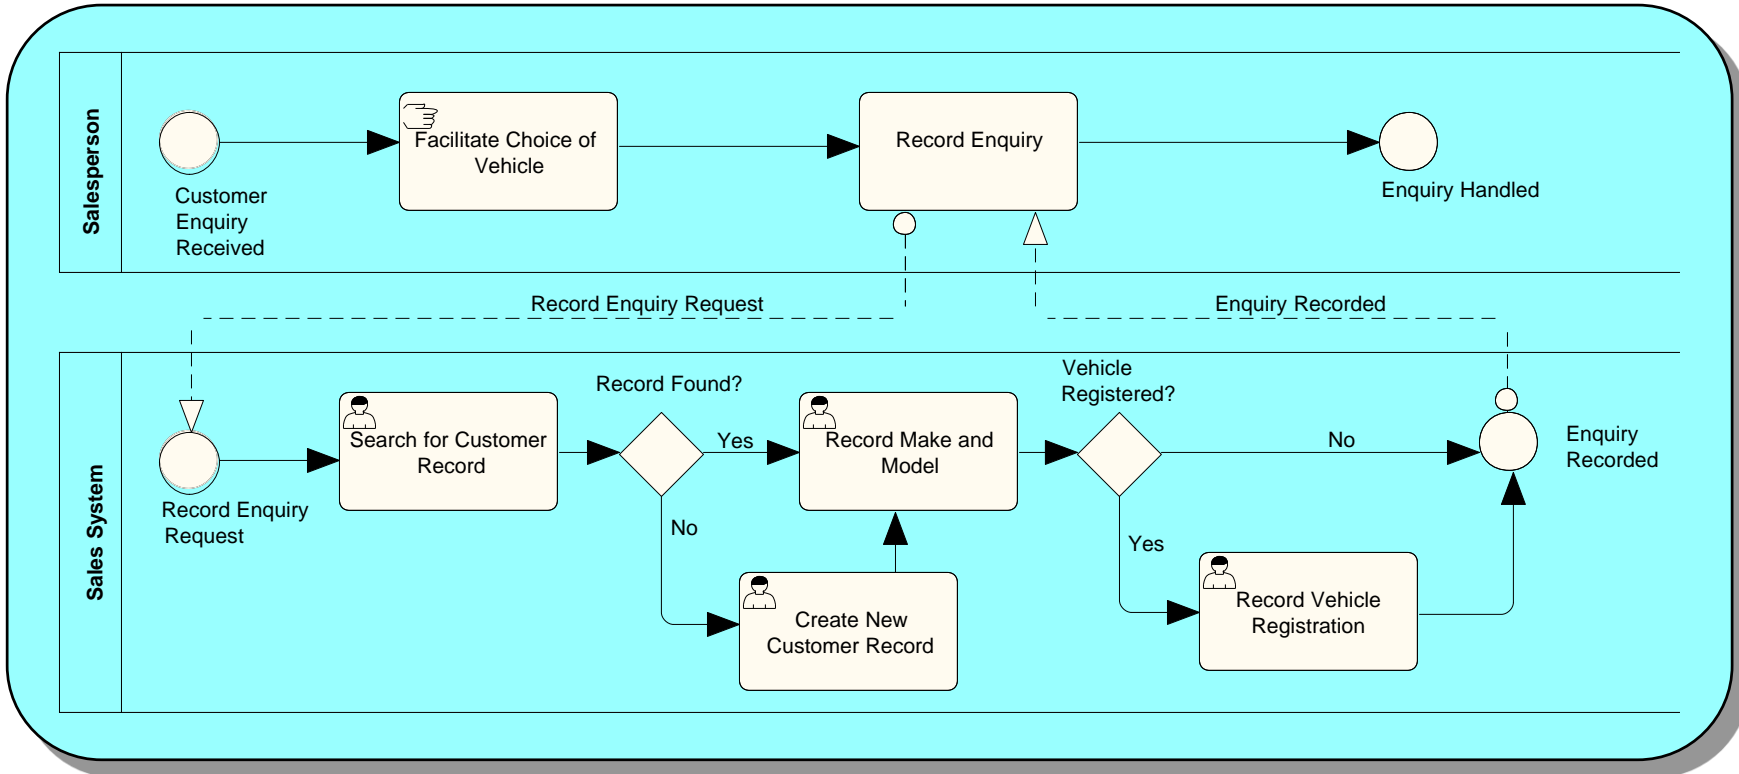 Salesperson
Customer
Enquiry
Received
Facilitate Choice of
Vehicle
Record Enquiry
Enquiry Handled
Record Enquiry Request
Enquiry Recorded
Sales System
Record Enquiry
Request
Search for Customer
Record
Record Found?
Yes
No
Record Make and
Model
Create New
Customer Record
Vehicle
Registered?
No
Yes
Record Vehicle
Registration
Enquiry
Recorded